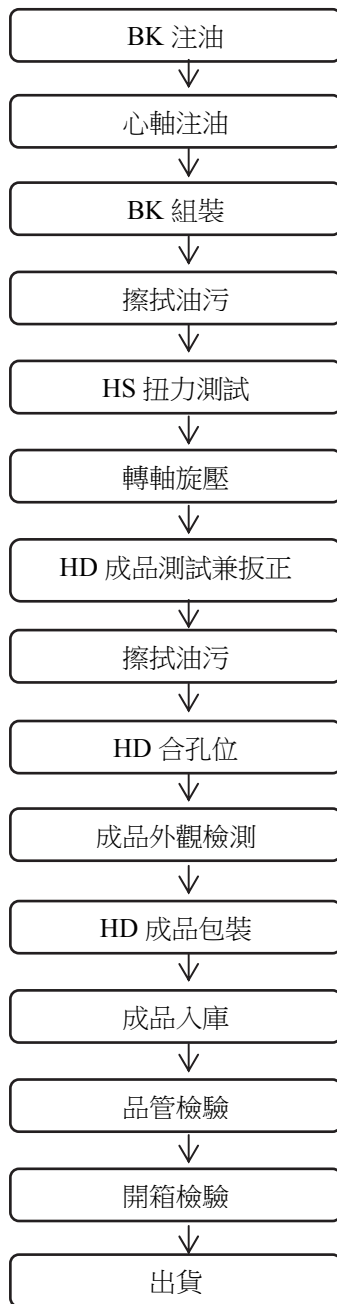 BK 注油
心軸注油
BK 組裝
擦拭油污
HS 扭力測試
轉軸旋壓
HD 成品測試兼扳正
擦拭油污
HD 合孔位
成品外觀檢測
HD 成品包裝
成品入庫
品管檢驗
開箱檢驗
出貨